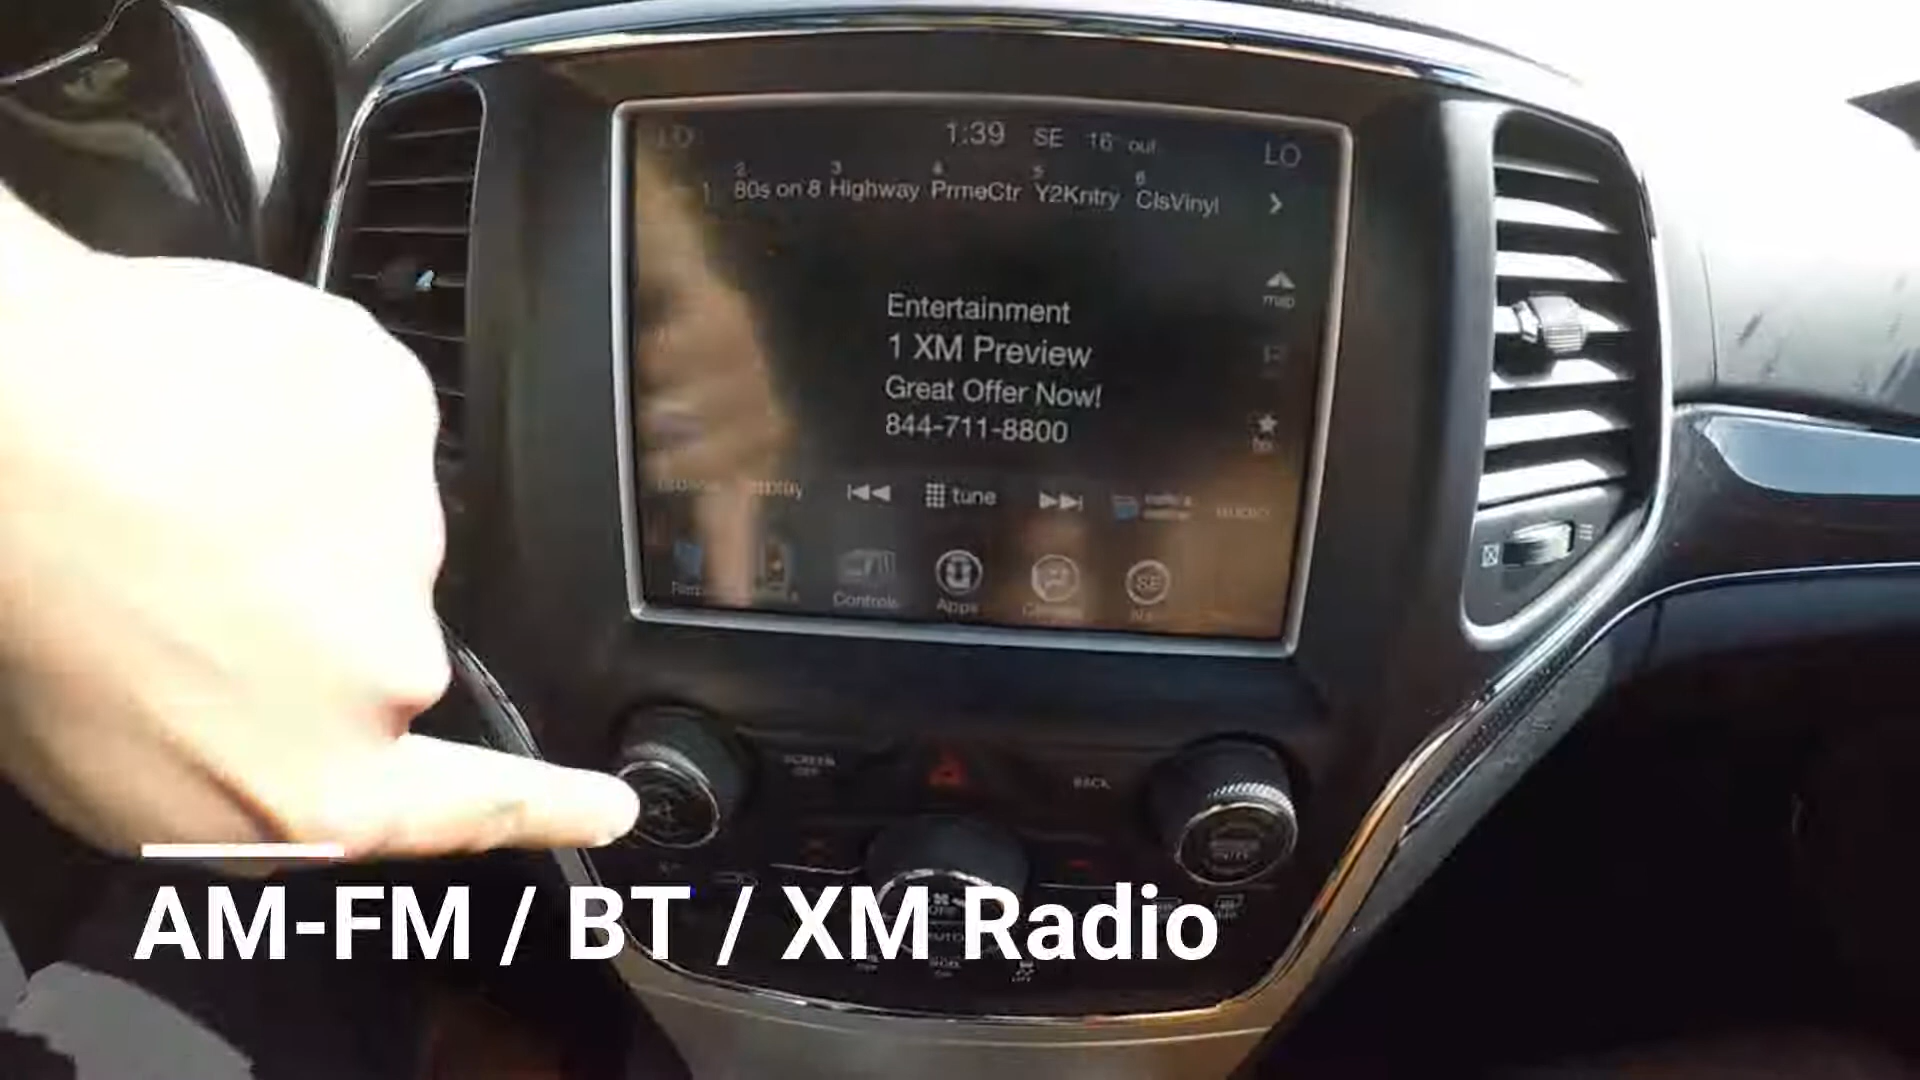 LO 1:39 SE 16 out LO
1 2 3 4 5 6
80s on 8 Highway PrmeCtr Y2Kntry ClsVinyl
map
Entertainment
1 XM Preview
Great Offer Now!
844-711-8800
tune
Controls Apps Climate
SCREEN OFF BACK
AM-FM / BT / XM Radio